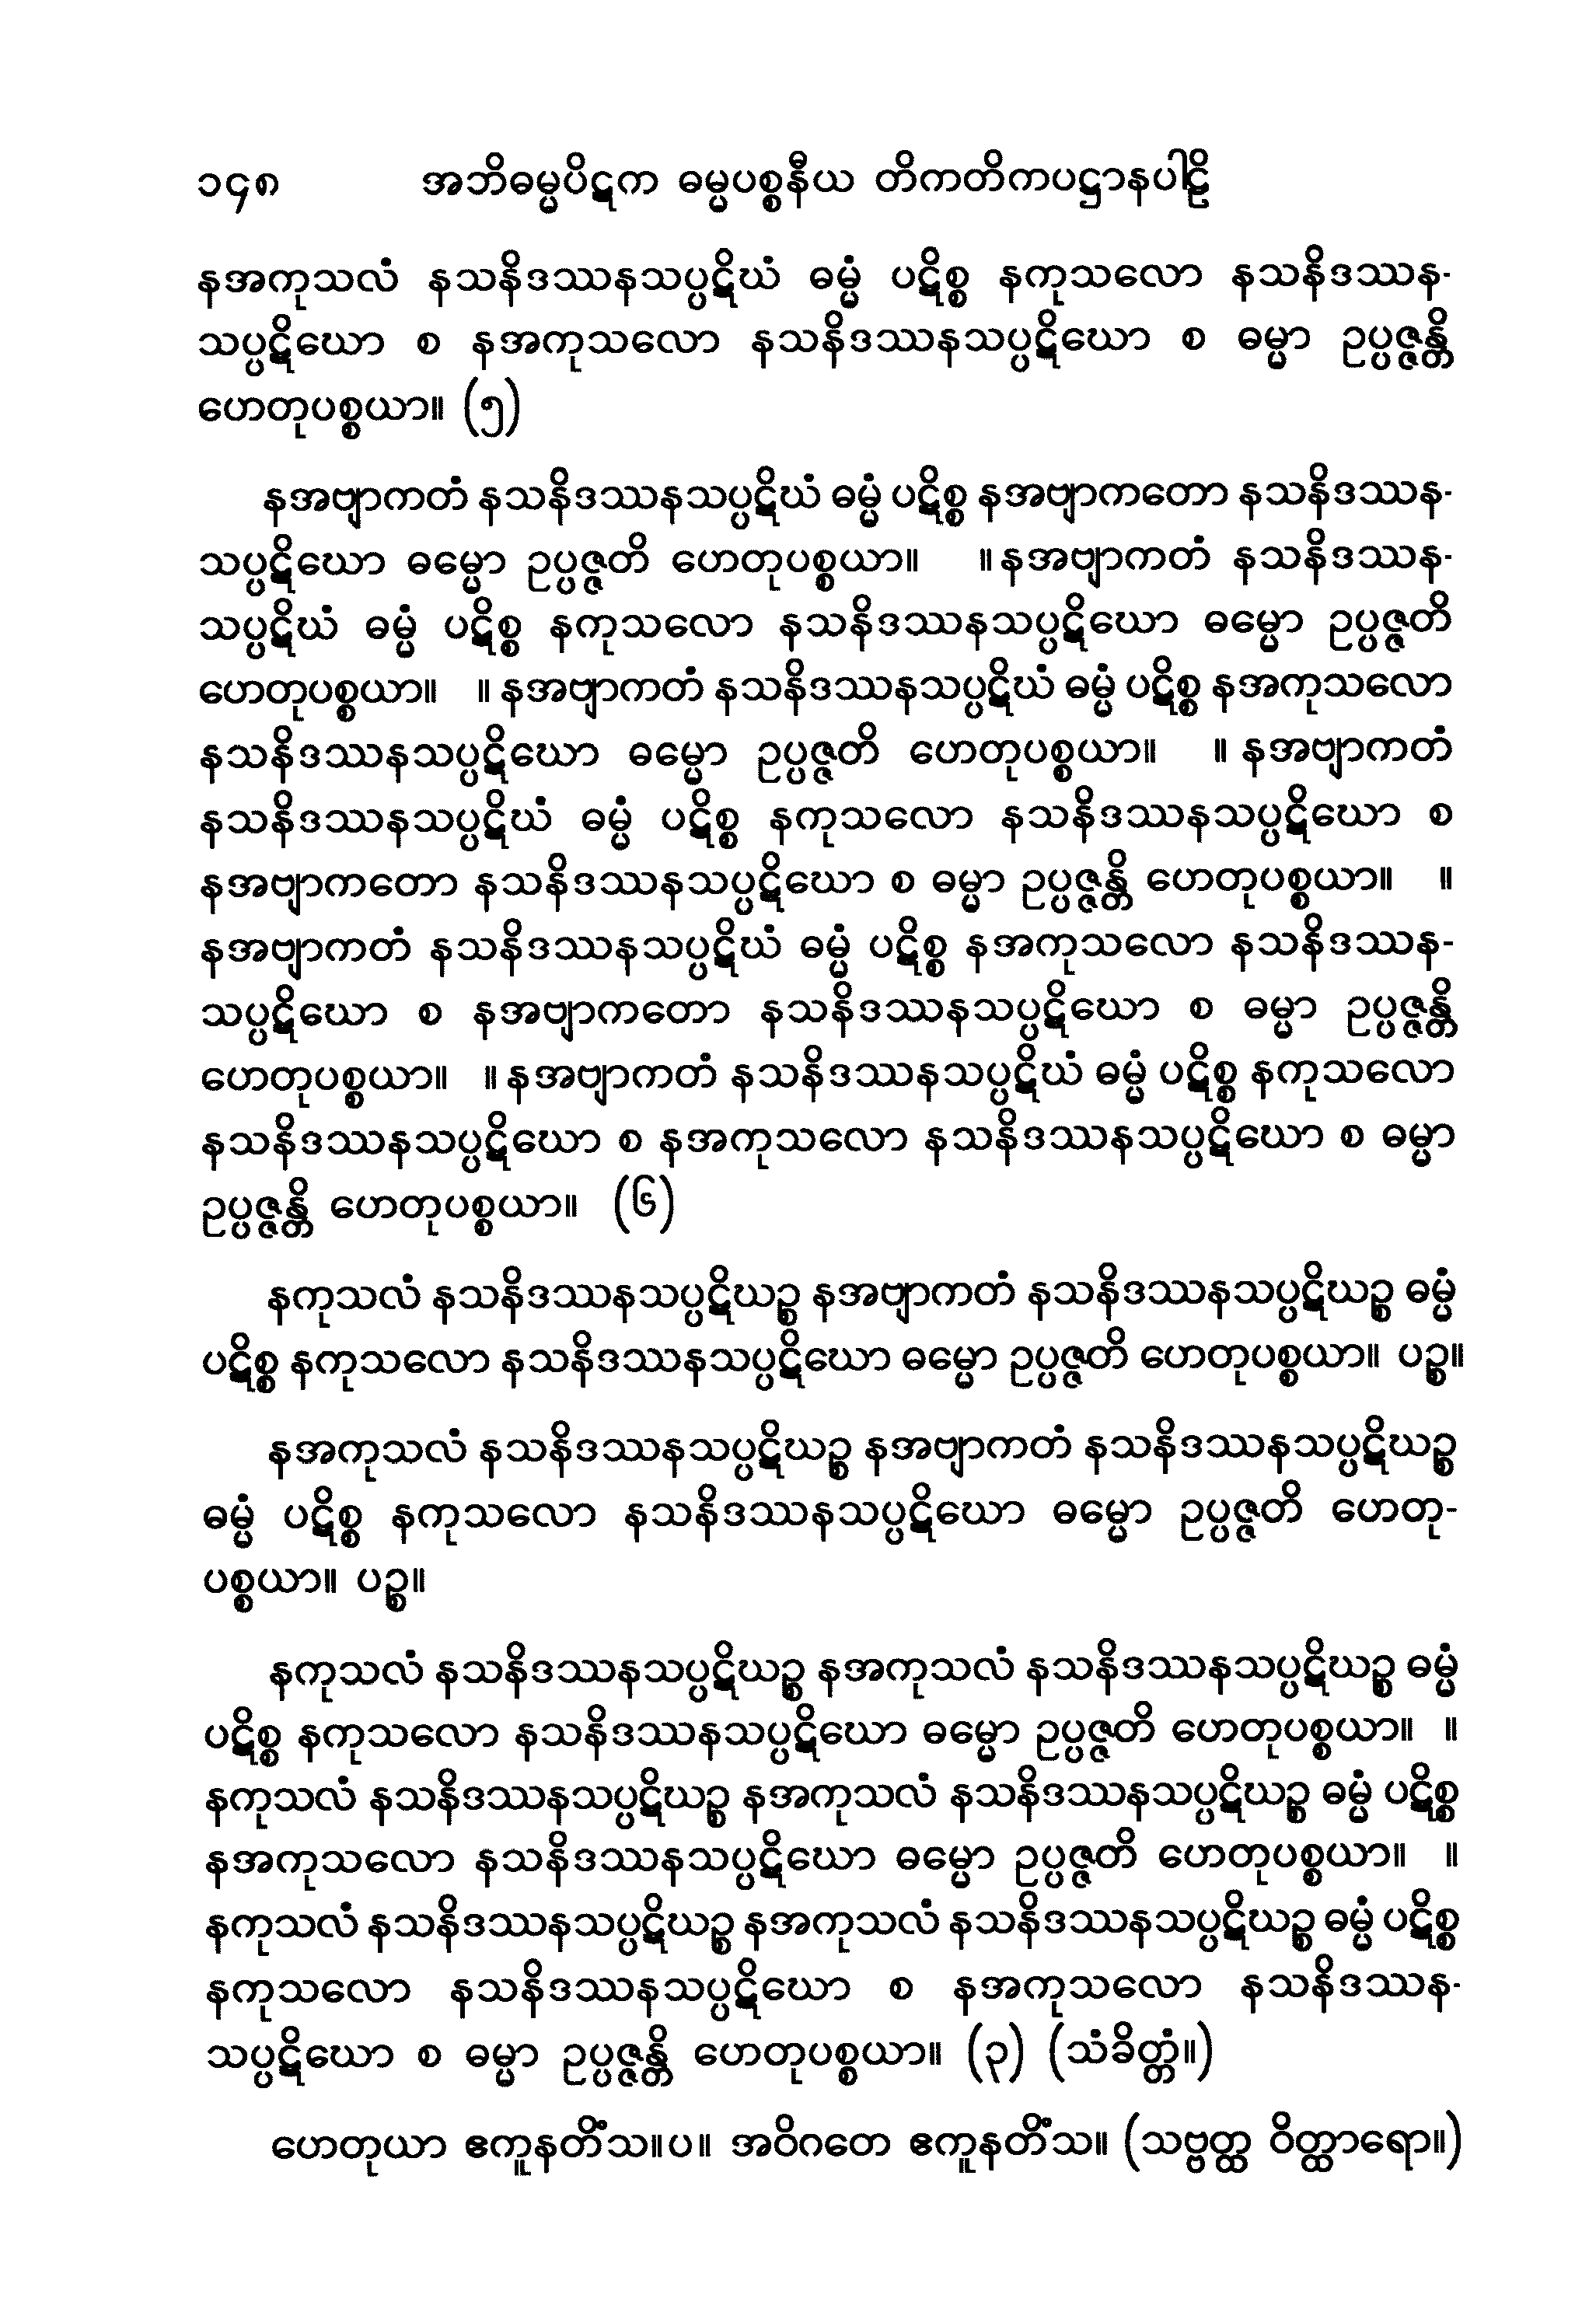 ၁၄၈ အဘိဓမ္မပိဋက ဓမ္မပစ္စနီယ တိကတိကပဋ္ဌာနပါဠိ
နအကုသလံ နသနိဒဿနသပ္ပဋိဃံ ဓမ္မံ ပဋိစ္စ နကုသလော နသနိဒဿန-
သပ္ပဋိဃော စ နအကုသလော နသနိဒဿနသပ္ပဋိဃော စ ဓမ္မာ ဥပ္ပဇ္ဇန္တိ
ဟေတုပစ္စယာ။ (၅)
နအဗျာကတံ နသနိဒဿနသပ္ပဋိဃံ ဓမ္မံ ပဋိစ္စ နအဗျာကတော နသနိဒဿန-
သပ္ပဋိဃော ဓမ္မော ဥပ္ပဇ္ဇတိ ဟေတုပစ္စယာ။ ။ နအဗျာကတံ နသနိဒဿန-
သပ္ပဋိဃံ ဓမ္မံ ပဋိစ္စ နကုသလော နသနိဒဿနသပ္ပဋိဃော ဓမ္မော ဥပ္ပဇ္ဇတိ
ဟေတုပစ္စယာ။ ။ နအဗျာကတံ နသနိဒဿနသပ္ပဋိဃံ ဓမ္မံ ပဋိစ္စ နအကုသလော
နသနိဒဿနသပ္ပဋိဃော ဓမ္မော ဥပ္ပဇ္ဇတိ ဟေတုပစ္စယာ။ ။ နအဗျာကတံ
နသနိဒဿနသပ္ပဋိဃံ ဓမ္မံ ပဋိစ္စ နကုသလော နသနိဒဿနသပ္ပဋိဃော စ
နအဗျာကတော နသနိဒဿနသပ္ပဋိဃော စ ဓမ္မာ ဥပ္ပဇ္ဇန္တိ ဟေတုပစ္စယာ။ ။
နအဗျာကတံ နသနိဒဿနသပ္ပဋိဃံ ဓမ္မံ ပဋိစ္စ နအကုသလော နသနိဒဿန-
သပ္ပဋိဃော စ နအဗျာကတော နသနိဒဿနသပ္ပဋိဃော စ ဓမ္မာ ဥပ္ပဇ္ဇန္တိ
ဟေတုပစ္စယာ။ ။ နအဗျာကတံ နသနိဒဿနသပ္ပဋိဃံ ဓမ္မံ ပဋိစ္စ နကုသလော
နသနိဒဿနသပ္ပဋိဃော စ နအကုသလော နသနိဒဿနသပ္ပဋိဃော စ ဓမ္မာ
ဥပ္ပဇ္ဇန္တိ ဟေတုပစ္စယာ။ (၆)
နကုသလံ နသနိဒဿနသပ္ပဋိဃဉ္စ နအဗျာကတံ နသနိဒဿနသပ္ပဋိဃဉ္စ ဓမ္မံ
ပဋိစ္စ နကုသလော နသနိဒဿနသပ္ပဋိဃော ဓမ္မော ဥပ္ပဇ္ဇတိ ဟေတုပစ္စယာ။ ပဉ္စ။
နအကုသလံ နသနိဒဿနသပ္ပဋိဃဉ္စ နအဗျာကတံ နသနိဒဿနသပ္ပဋိဃဉ္စ
ဓမ္မံ ပဋိစ္စ နကုသလော နသနိဒဿနသပ္ပဋိဃော ဓမ္မော ဥပ္ပဇ္ဇတိ ဟေတု-
ပစ္စယာ။ ပဉ္စ။
နကုသလံ နသနိဒဿနသပ္ပဋိဃဉ္စ နအကုသလံ နသနိဒဿနသပ္ပဋိဃဉ္စ ဓမ္မံ
ပဋိစ္စ နကုသလော နသနိဒဿနသပ္ပဋိဃော ဓမ္မော ဥပ္ပဇ္ဇတိ ဟေတုပစ္စယာ။ ။
နကုသလံ နသနိဒဿနသပ္ပဋိဃဉ္စ နအကုသလံ နသနိဒဿနသပ္ပဋိဃဉ္စ ဓမ္မံ ပဋိစ္စ
နအကုသလော နသနိဒဿနသပ္ပဋိဃော ဓမ္မော ဥပ္ပဇ္ဇတိ ဟေတုပစ္စယာ။ ။
နကုသလံ နသနိဒဿနသပ္ပဋိဃဉ္စ နအကုသလံ နသနိဒဿနသပ္ပဋိဃဉ္စ ဓမ္မံ ပဋိစ္စ
နကုသလော နသနိဒဿနသပ္ပဋိဃော စ နအကုသလော နသနိဒဿန-
သပ္ပဋိဃော စ ဓမ္မာ ဥပ္ပဇ္ဇန္တိ ဟေတုပစ္စယာ။ (၃) (သံခိတ္တံ။)
ဟေတုယာ ဧကူနတိံသ။ပ။ အဝိဂတေ ဧကူနတိံသ။ (သဗ္ဗတ္ထ ဝိတ္ထာရော။)